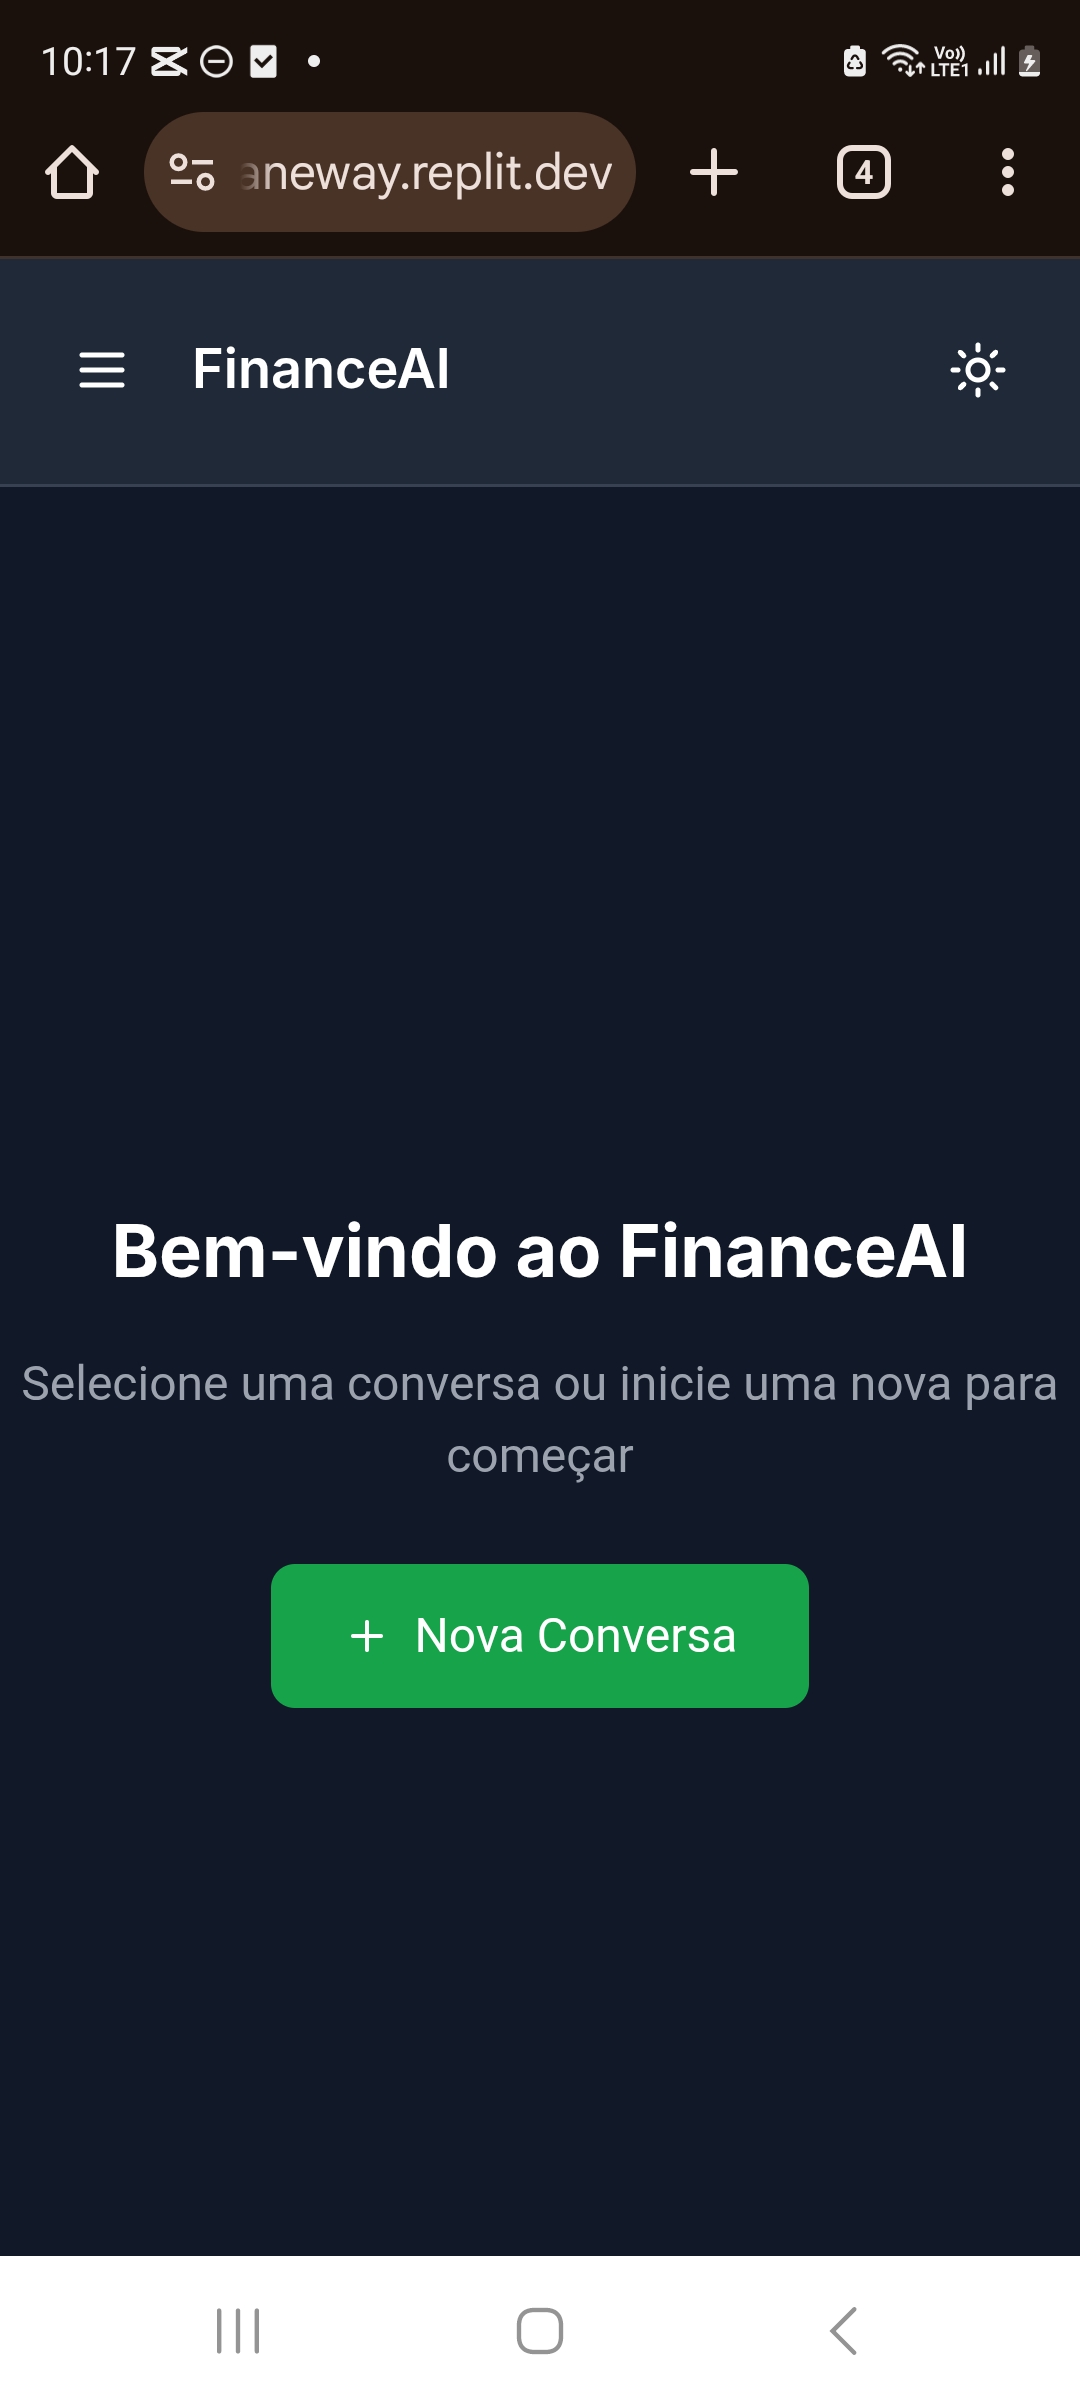 10:17
Vo))
LTE1
aneway.replit.dev
4
FinanceAI
Bem-vindo ao FinanceAI
Selecione uma conversa ou inicie uma nova para
começar
+ Nova Conversa